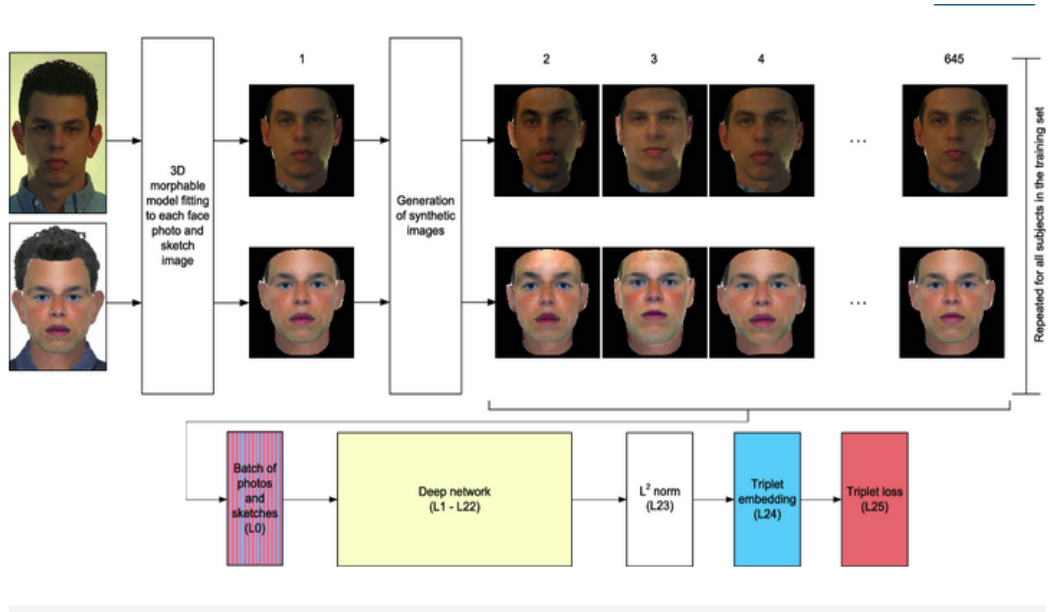 1
2
3
4
645
3D
morphable
model fitting
to each face
photo and
sketch
image
Generation
of synthetic
images
...
...
Repeated for all subjects in the training set
Batch of
photos
and
sketches
(L0)
Deep network
(L1 - L22)
L² norm
(L23)
Triplet
embedding
(L24)
Triplet loss
(L25)